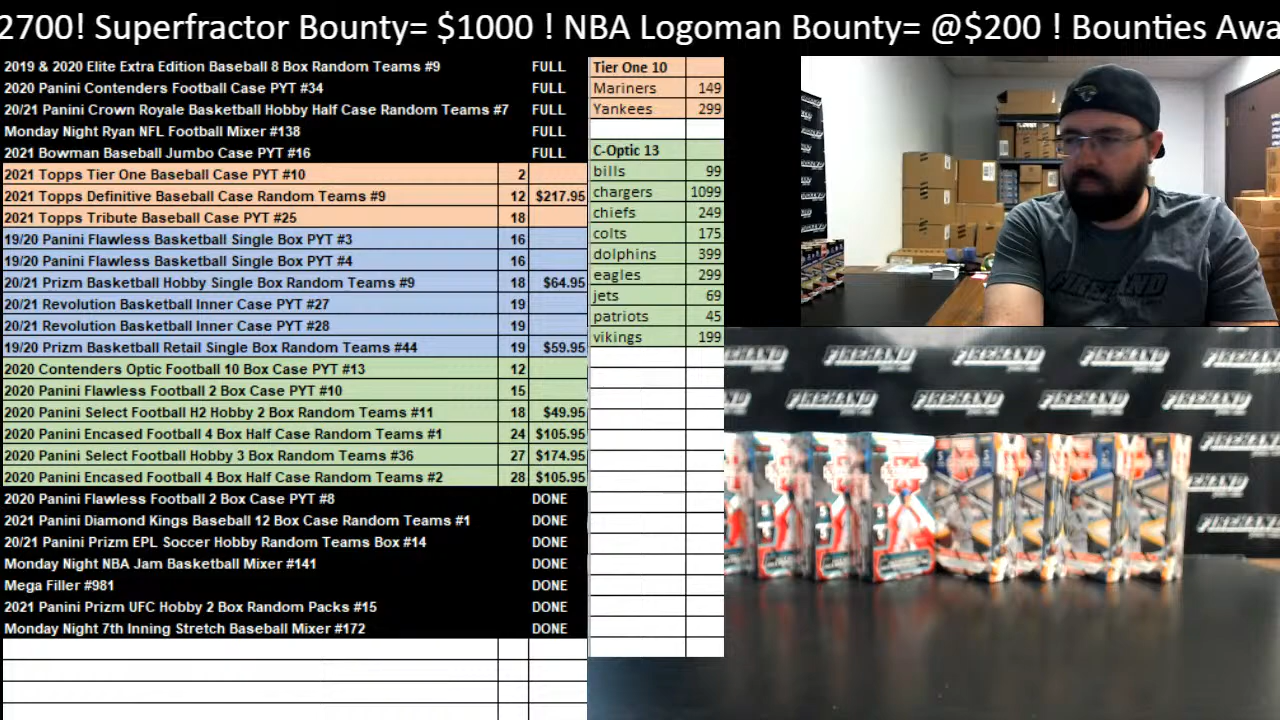 2700! Superfractor Bounty= $1000 ! NBA Logoman Bounty= @$200 ! Bounties Awa
2019 & 2020 Elite Extra Edition Baseball 8 Box Random Teams #9 FULL
2020 Panini Contenders Football Case PYT #34 FULL
20/21 Panini Crown Royale Basketball Hobby Half Case Random Teams #7 FULL
Monday Night Ryan NFL Football Mixer #138 FULL
2021 Bowman Baseball Jumbo Case PYT #16 FULL
2021 Topps Tier One Baseball Case PYT #10 2
2021 Topps Definitive Baseball Case Random Teams #9 12 $217.95
2021 Topps Tribute Baseball Case PYT #25 18
19/20 Panini Flawless Basketball Single Box PYT #3 16
19/20 Panini Flawless Basketball Single Box PYT #4 16
20/21 Prizm Basketball Hobby Single Box Random Teams #9 18 $64.95
20/21 Revolution Basketball Inner Case PYT #27 19
20/21 Revolution Basketball Inner Case PYT #28 19
19/20 Prizm Basketball Retail Single Box Random Teams #44 19 $59.95
2020 Contenders Optic Football 10 Box Case PYT #13 12
2020 Panini Flawless Football 2 Box Case PYT #10 15
2020 Panini Select Football H2 Hobby 2 Box Random Teams #11 18 $49.95
2020 Panini Encased Football 4 Box Half Case Random Teams #1 24 $105.95
2020 Panini Select Football Hobby 3 Box Random Teams #36 27 $174.95
2020 Panini Encased Football 4 Box Half Case Random Teams #2 28 $105.95
2020 Panini Flawless Football 2 Box Case PYT #8 DONE
2021 Panini Diamond Kings Baseball 12 Box Case Random Teams #1 DONE
20/21 Panini Prizm EPL Soccer Hobby Random Teams Box #14 DONE
Monday Night NBA Jam Basketball Mixer #141 DONE
Mega Filler #981 DONE
2021 Panini Prizm UFC Hobby 2 Box Random Packs #15 DONE
Monday Night 7th Inning Stretch Baseball Mixer #172 DONE
Tier One 10
Mariners 149
Yankees 299
C-Optic 13
bills 99
chargers 1099
chiefs 249
colts 175
dolphins 399
eagles 299
jets 69
patriots 45
vikings 199
FIREHAND
FIREHAND FIREHAND FIREHAND FIREHAND
FIREHAND FIREHAND FIREHAND
FIREHAND
FIREHAND